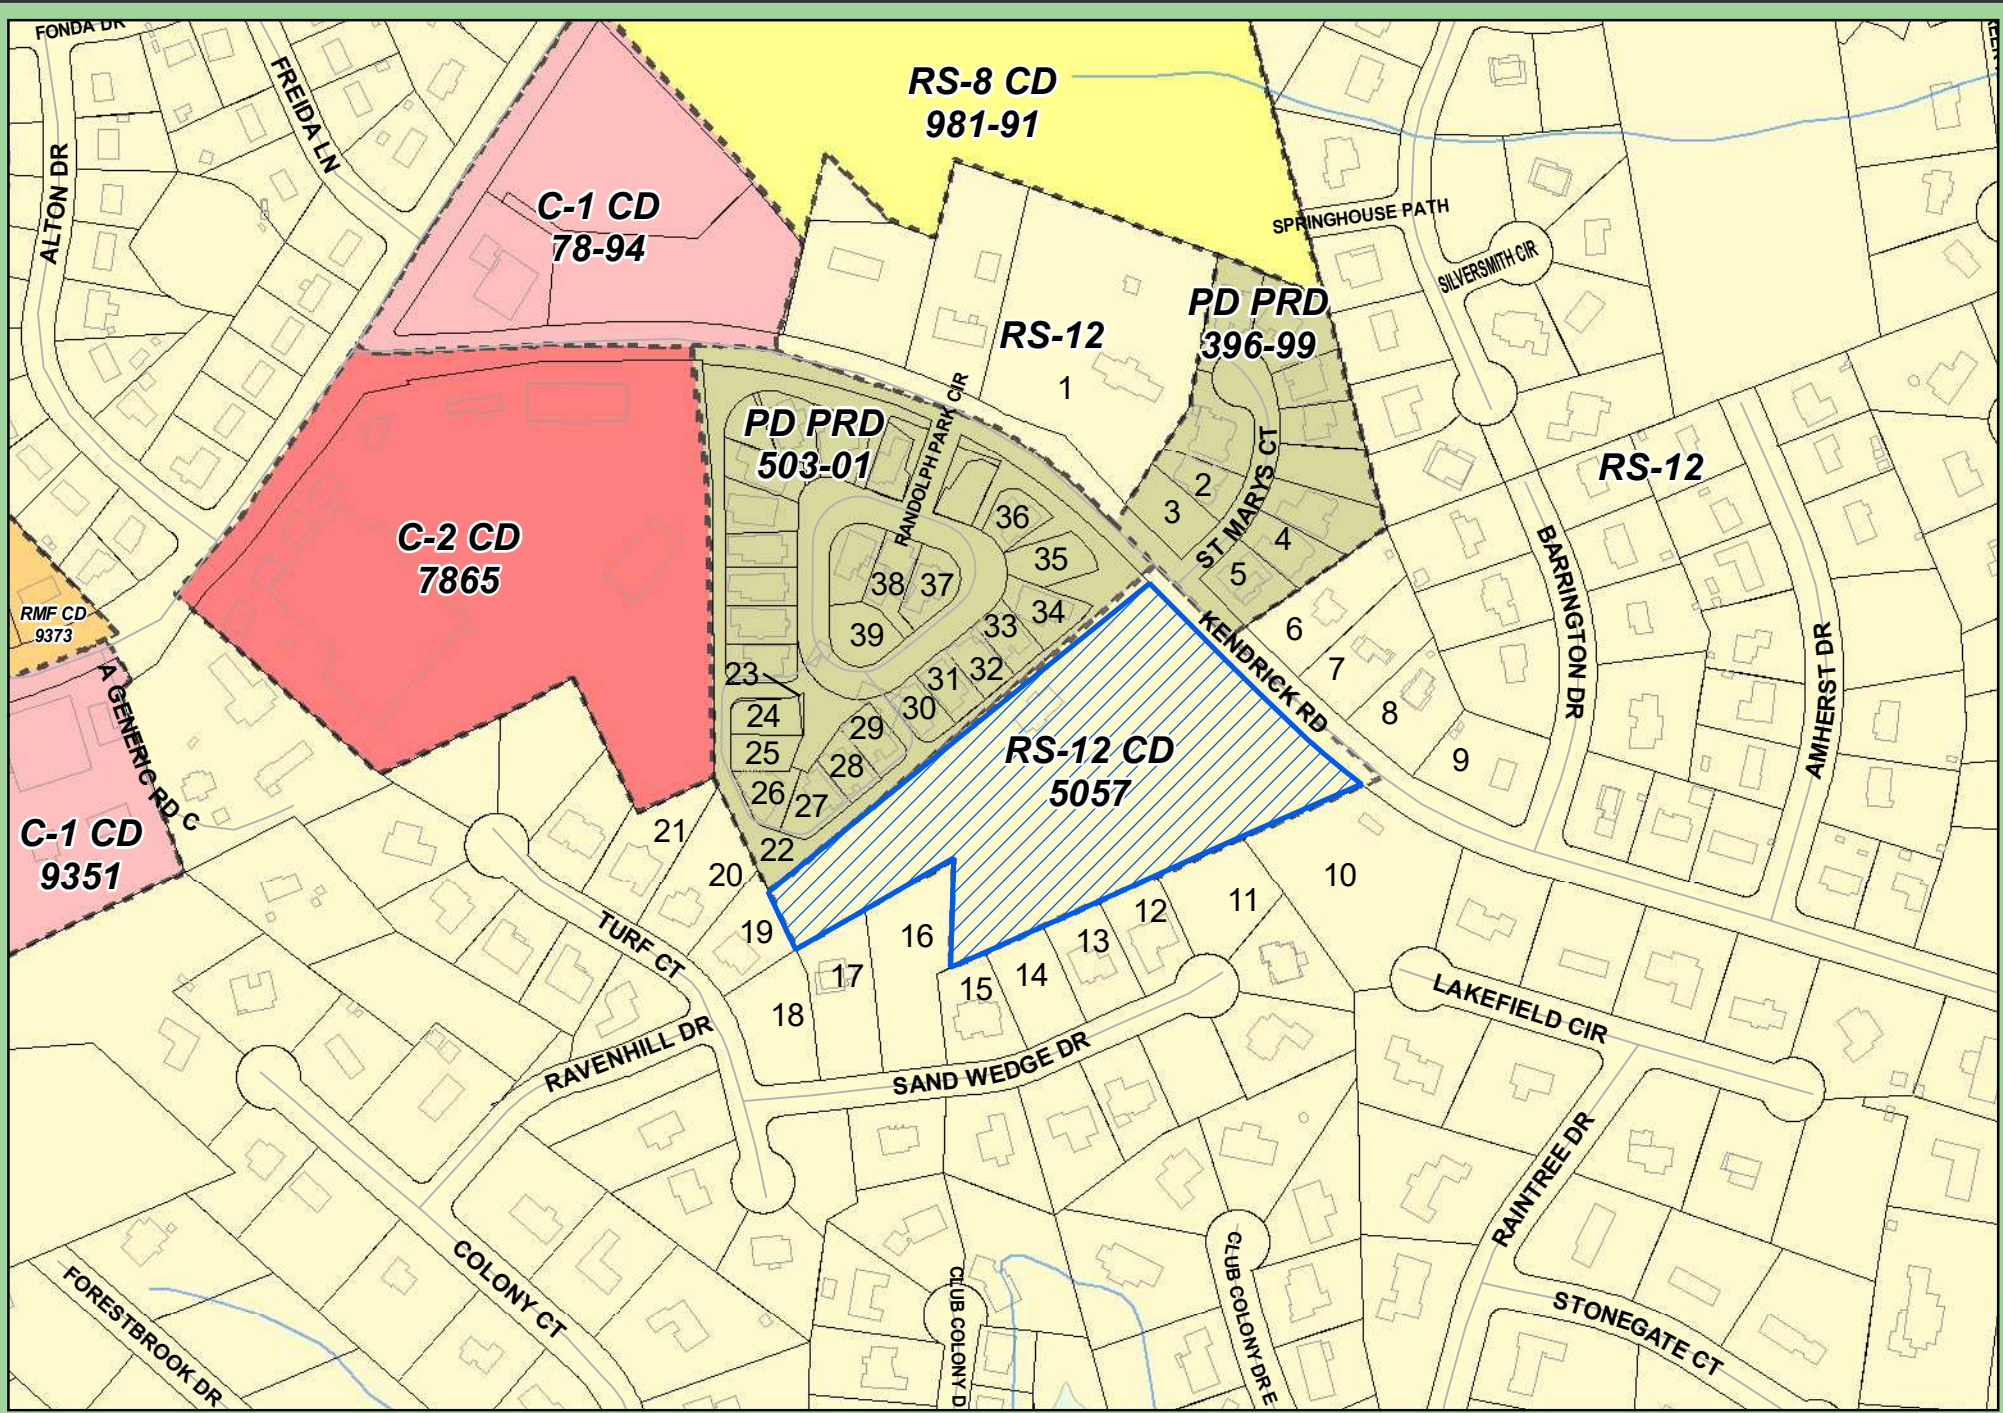 FONDA DR
FREIDA LN
ALTON DR
RS-8 CD
981-91
C-1 CD
78-94
SPRINGHOUSE PATH
SILVERSMITH CIR
PD PRD
396-99
RS-12
1
PD PRD
503-01
RANDOLPH PARK CIR
RS-12
C-2 CD
7865
2
3
ST MARYS CT
4
5
36
35
38
37
34
33
39
32
31
30
23
24
25
26
27
28
29
22
RMF CD
9373
A GENERIC RD C
C-1 CD
9351
KENDRICK RD
6
7
8
9
BARRINGTON DR
AMHERST DR
RS-12 CD
5057
21
20
19
18
17
16
15
14
13
12
11
10
TURF CT
RAVENHILL DR
SAND WEDGE DR
LAKEFIELD CIR
RAINTREE DR
COLONY CT
FORESTBROOK DR
CLUB COLONY D
CLUB COLONY DR E
STONEGATE CT